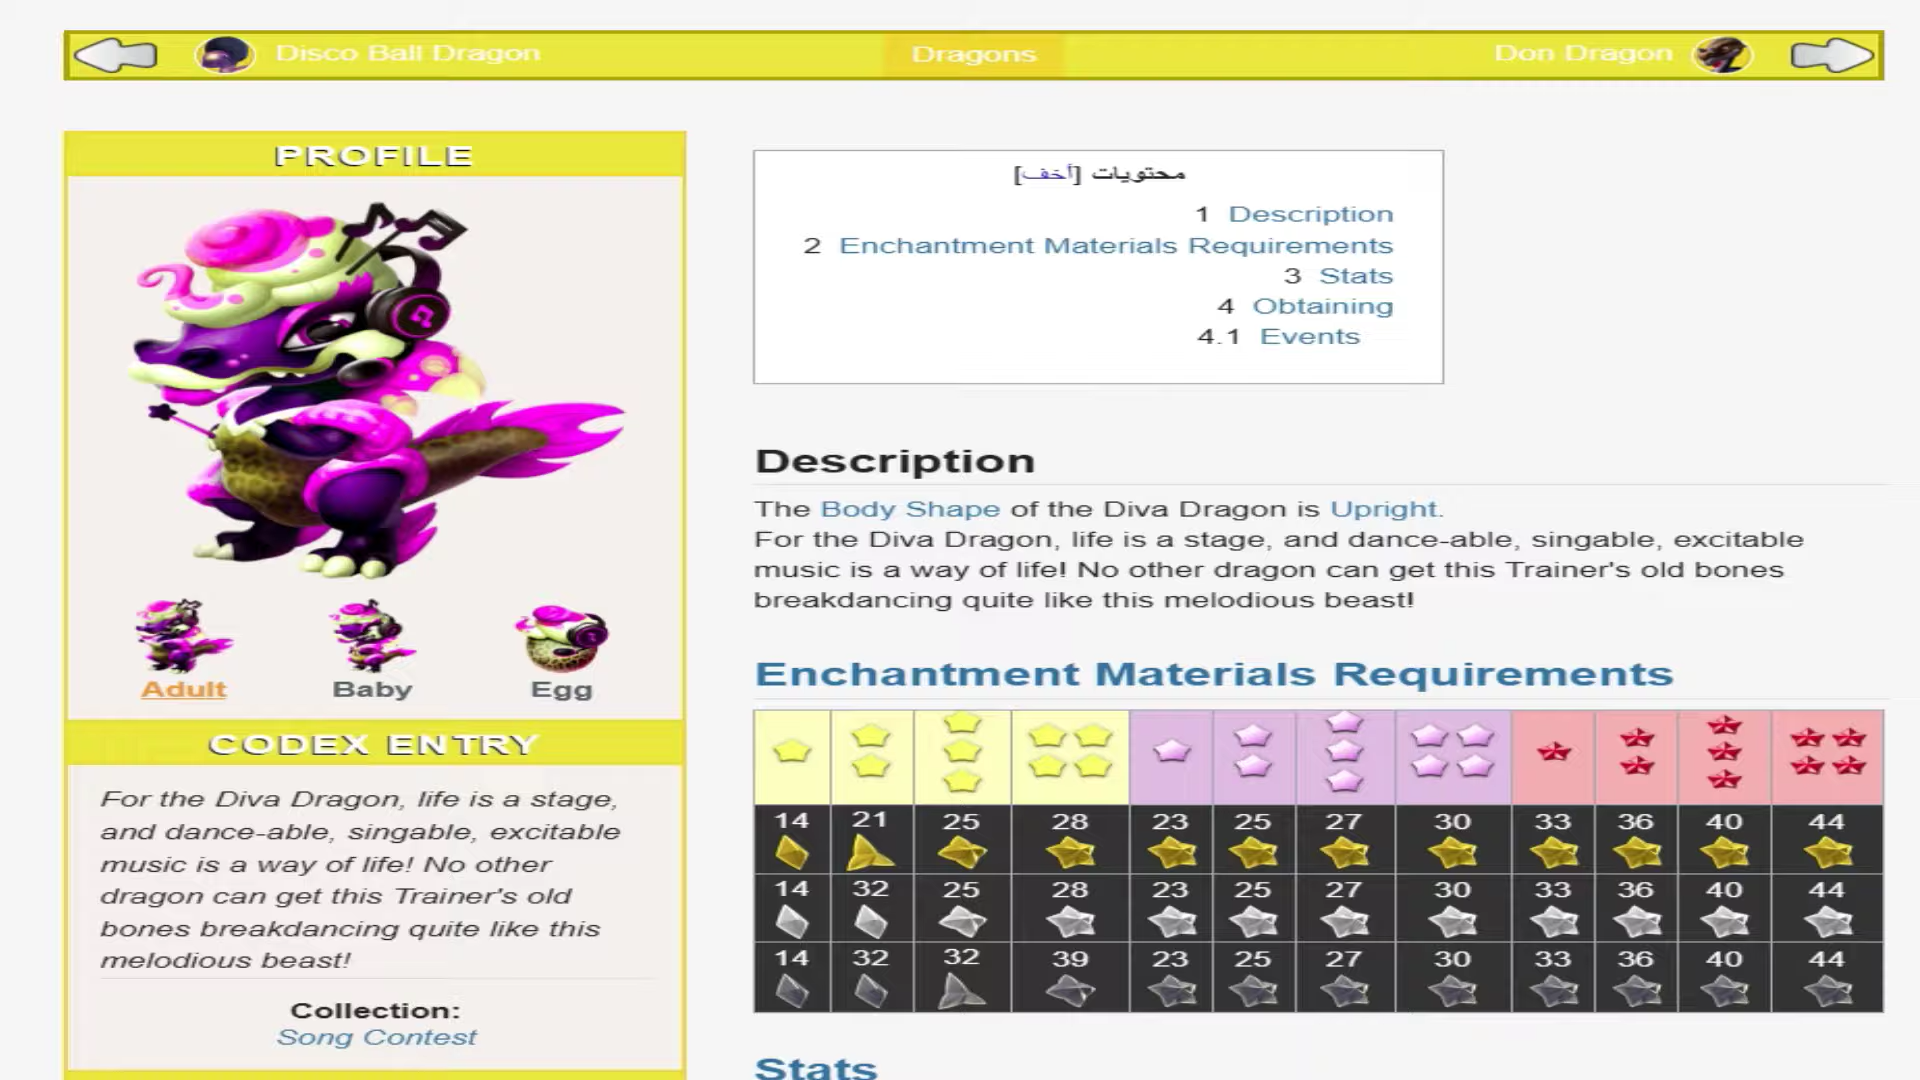 Disco Ball Dragon
Dragons
Don Dragon
PROFILE
Adult
Baby
Egg
CODEX ENTRY
For the Diva Dragon, life is a stage,
and dance-able, singable, excitable
music is a way of life! No other
dragon can get this Trainer's old
bones breakdancing quite like this
melodious beast!
Collection:
Song Contest
محتويات [أخف]
1 Description
2 Enchantment Materials Requirements
3 Stats
4 Obtaining
4.1 Events
Description
The Body Shape of the Diva Dragon is Upright.
For the Diva Dragon, life is a stage, and dance-able, singable, excitable
music is a way of life! No other dragon can get this Trainer's old bones
breakdancing quite like this melodious beast!
Enchantment Materials Requirements
14 21 25 28 23 25 27 30 33 36 40 44
14 32 25 28 23 25 27 30 33 36 40 44
14 32 32 39 23 25 27 30 33 36 40 44
Stats